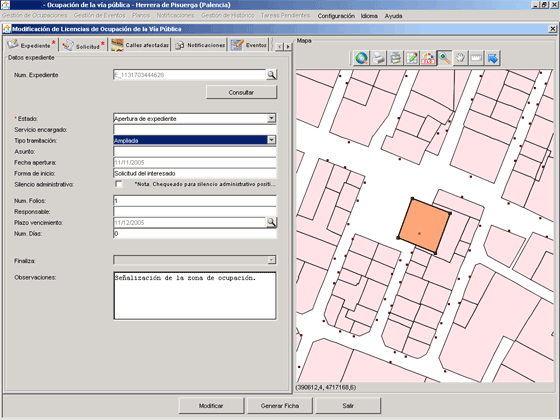 - Ocupación de la vía pública - Herrera de Pisuerga (Palencia)
Gestión de Ocupaciones Gestión de Eventos Planos Notificaciones Gestión de Histórico Tareas Pendientes Configuración Idioma Ayuda
Modificación de Licencias de Ocupación de la Vía Pública
Expediente * Solicitud * Calles afectadas Notificaciones Eventos
Mapa
Datos expediente
Num. Expediente E_1131703444620
Consultar
* Estado: Apertura de expediente
Servicio encargado:
Tipo tramitación: Ampliada
Asunto:
Fecha apertura: 11/11/2005
Forma de inicio: Solicitud del interesado
Silencio administrativo: *Nota. Chequeado para silencio administrativo positi...
Num. Folios: 1
Responsable:
Plazo vencimiento: 11/12/2005
Num. Días: 0
Finaliza:
Observaciones: Señalización de la zona de ocupación.
(390612,4, 4717168,6)
Modificar Generar Ficha Salir